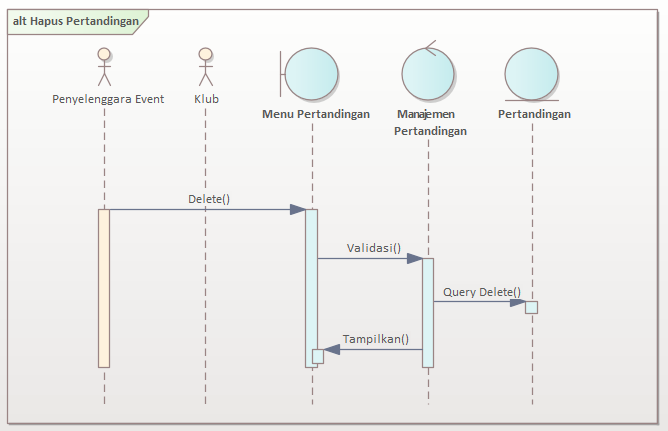 alt Hapus Pertandingan
Penyelenggara Event
Klub
Menu Pertandingan
Manajemen
Pertandingan
Pertandingan
Delete()
Validasi()
Query Delete()
Tampilkan()